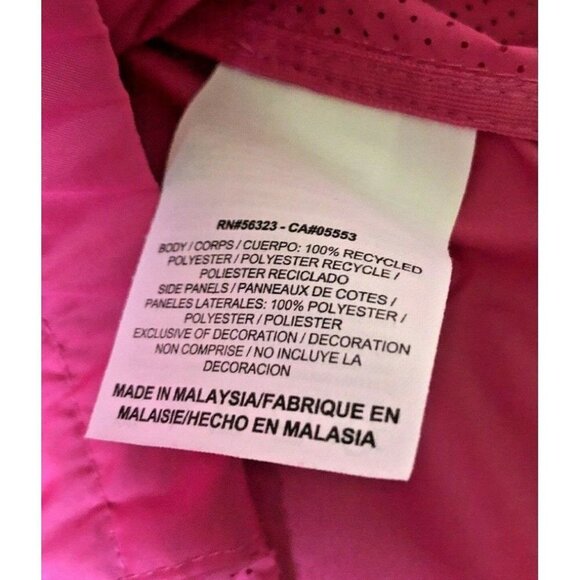 RN#56323 - CA#05553
BODY / CORPS / CUERPO: 100% RECYCLED
POLYESTER / POLYESTER RECYCLE /
POLIESTER RECICLADO
SIDE PANELS / PANNEAUX DE COTES /
PANELES LATERALES: 100% POLYESTER /
POLYESTER / POLIESTER
EXCLUSIVE OF DECORATION / DECORATION
NON COMPRISE / NO INCLUYE LA
DECORACION
MADE IN MALAYSIA/FABRIQUE EN
MALAISIE/HECHO EN MALASIA